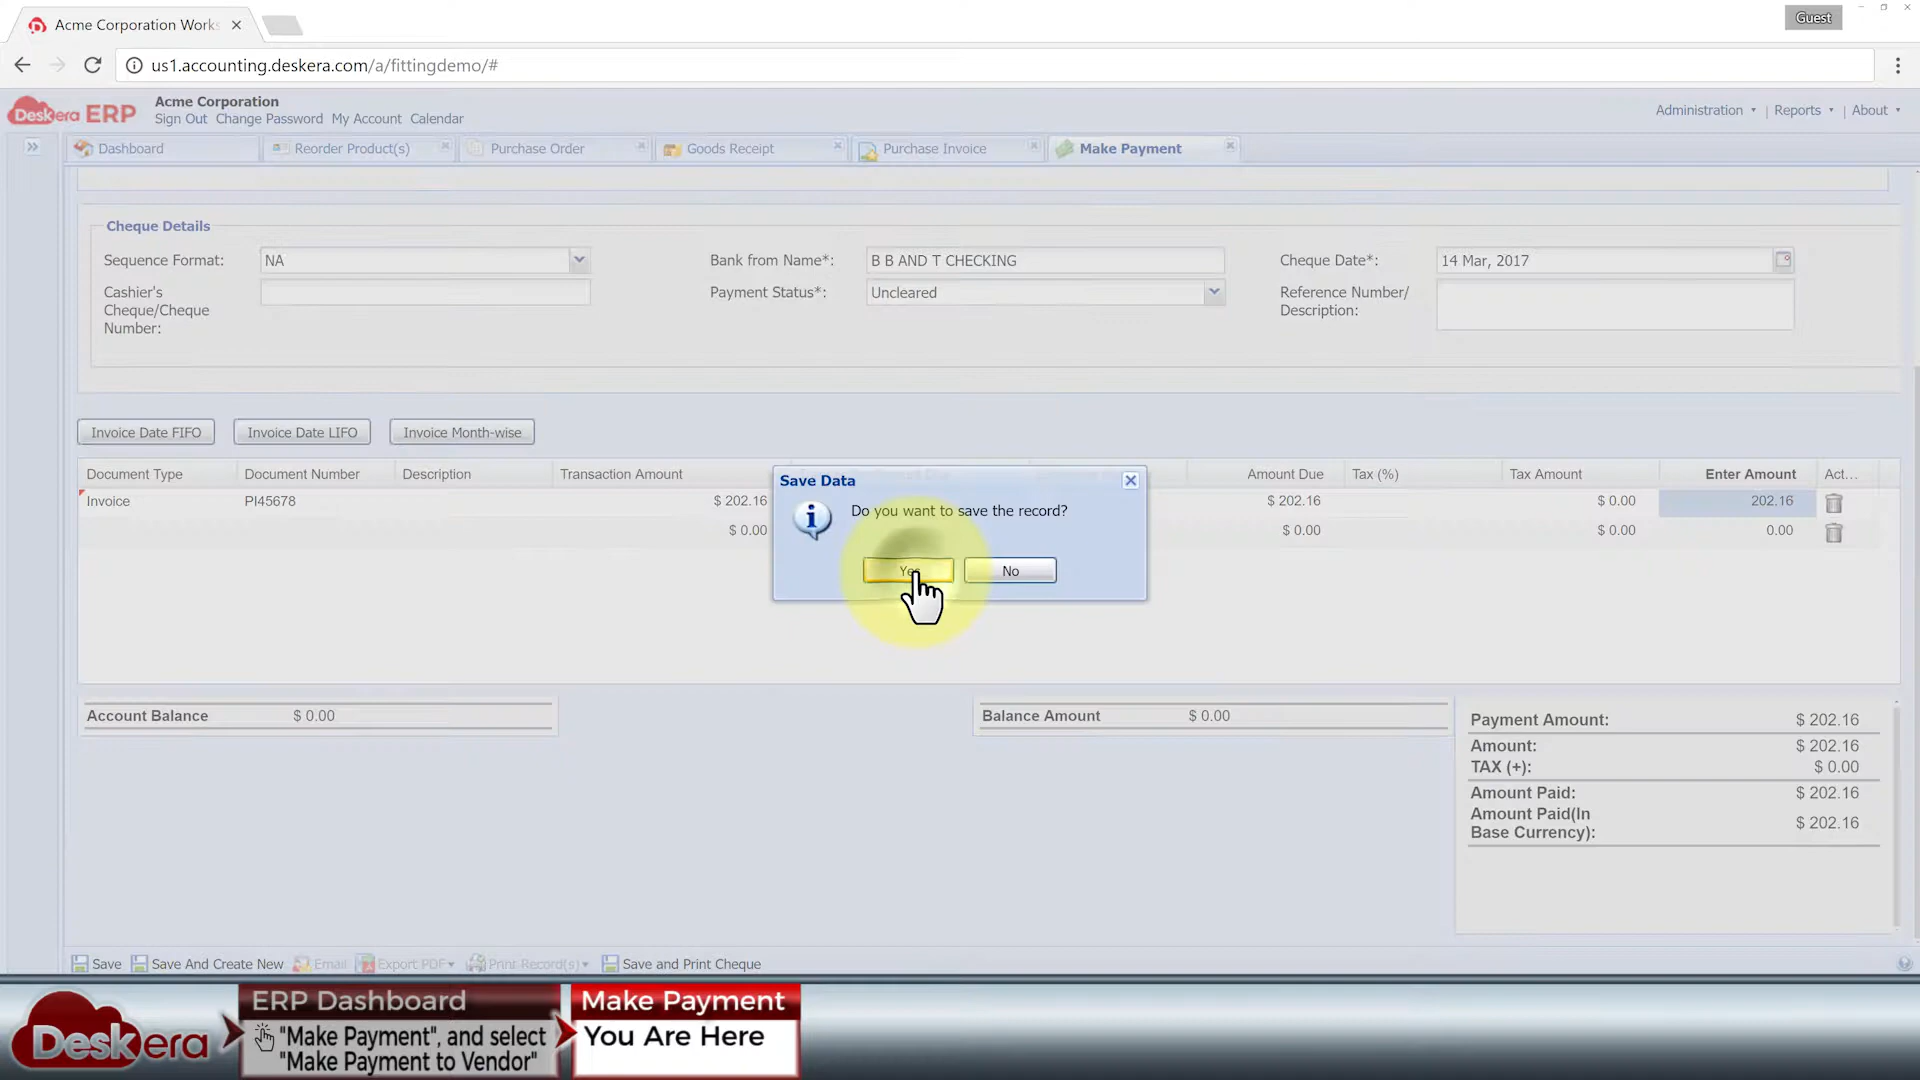 Acme Corporation Works
Guest
us1.accounting.deskera.com/a/fittingdemo/#
Deskera ERP
Acme Corporation
Sign Out Change Password My Account Calendar
Administration | Reports | About
Dashboard Reorder Product(s) Purchase Order Goods Receipt Purchase Invoice Make Payment
Cheque Details
Sequence Format: NA Bank from Name*: B B AND T CHECKING Cheque Date*: 14 Mar, 2017
Cashier's Cheque/Cheque Number: Payment Status*: Uncleared Reference Number/ Description:
Invoice Date FIFO Invoice Date LIFO Invoice Month-wise
Document Type Document Number Description Transaction Amount Amount Due Tax (%) Tax Amount Enter Amount Act...
Invoice PI45678 $ 202.16 $ 202.16 $ 0.00 202.16
$ 0.00 $ 0.00 $ 0.00 0.00
Save Data
Do you want to save the record?
Yes No
Account Balance $ 0.00 Balance Amount $ 0.00
Payment Amount: $ 202.16
Amount: $ 202.16
TAX (+): $ 0.00
Amount Paid: $ 202.16
Amount Paid(In
Base Currency): $ 202.16
Save Save And Create New Email Export PDF Print Record(s) Save and Print Cheque
Deskera
ERP Dashboard
"Make Payment", and select
"Make Payment to Vendor"
Make Payment
You Are Here